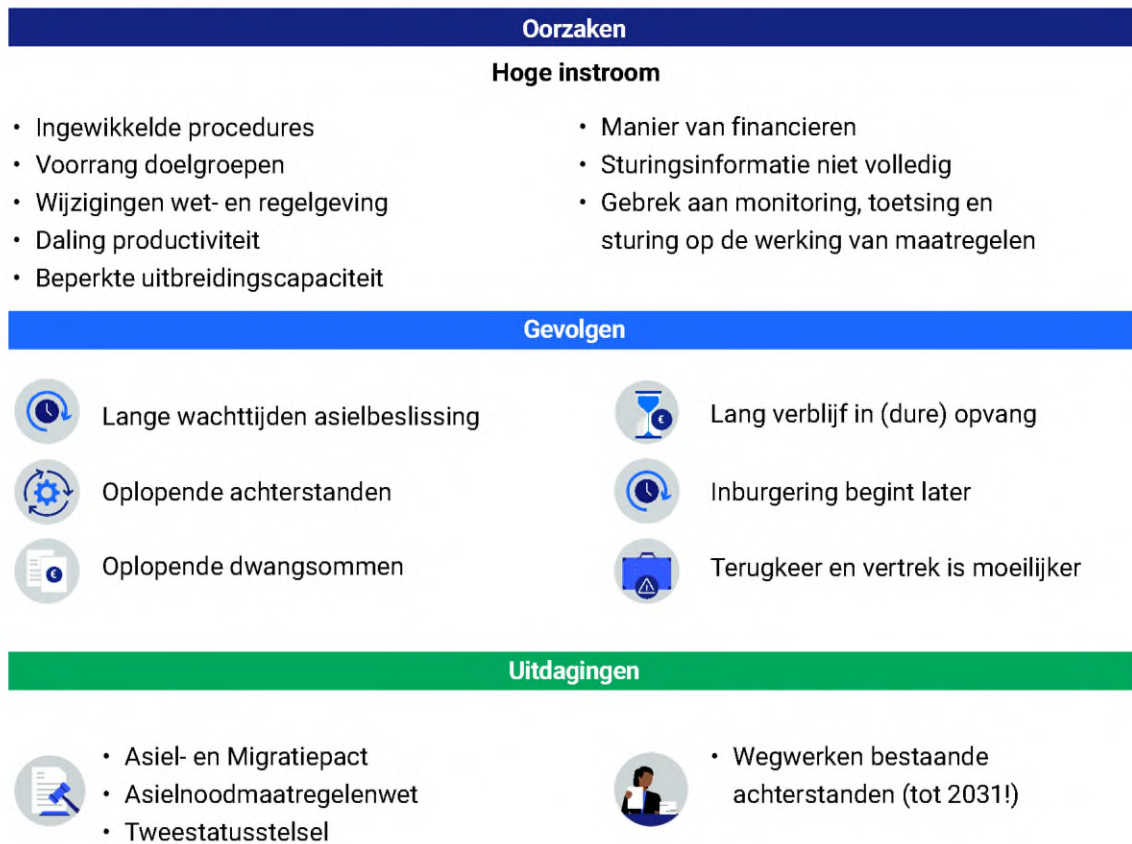 Oorzaken
Hoge instroom
• Ingewikkelde procedures
• Voorrang doelgroepen
• Wijzigingen wet- en regelgeving
• Daling productiviteit
• Beperkte uitbreidingscapaciteit
• Manier van financieren
• Sturingsinformatie niet volledig
• Gebrek aan monitoring, toetsing en
sturing op de werking van maatregelen
Gevolgen
Lange wachttijden asielbeslissing
Oplopende achterstanden
€
Oplopende dwangsommen
€
Lang verblijf in (dure) opvang
Inburgering begint later
Terugkeer en vertrek is moeilijker
Uitdagingen
• Asiel- en Migratiepact
• Asielnoodmaatregelenwet
• Tweestatusstelsel
• Wegwerken bestaande
achterstanden (tot 2031!)